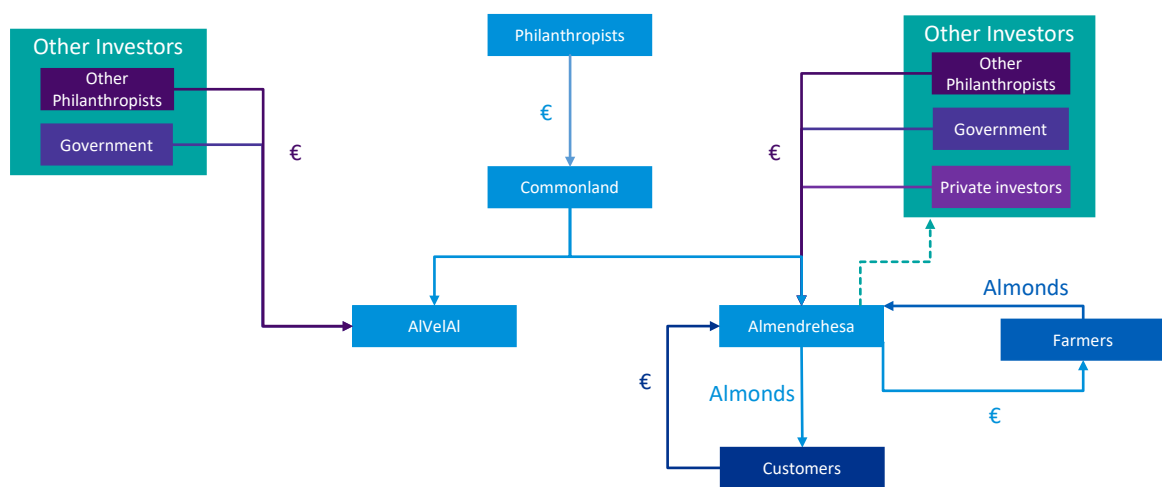 Other Investors
Other
Philanthropists
Government
€
Philanthropists
€
Commonland
Other Investors
Other
Philanthropists
Government
Private investors
€
AlVelAl
Almendrehesa
Almonds
Farmers
€
€
Almonds
Customers